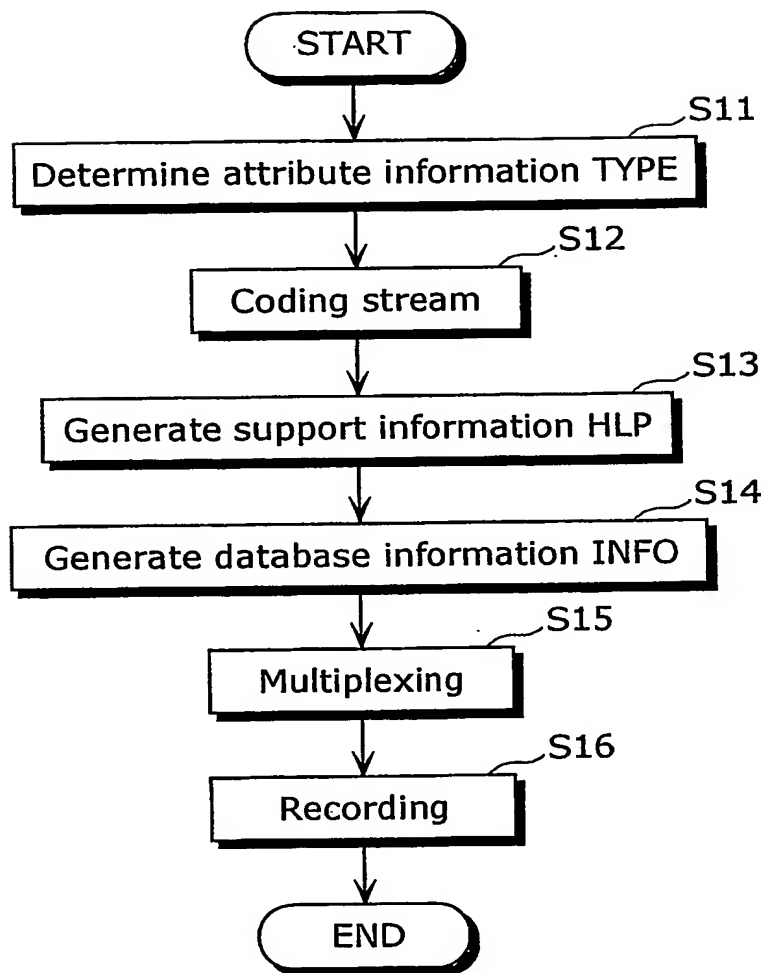 START
S11
Determine attribute information TYPE
S12
Coding stream
S13
Generate support information HLP
S14
Generate database information INFO
S15
Multiplexing
S16
Recording
END